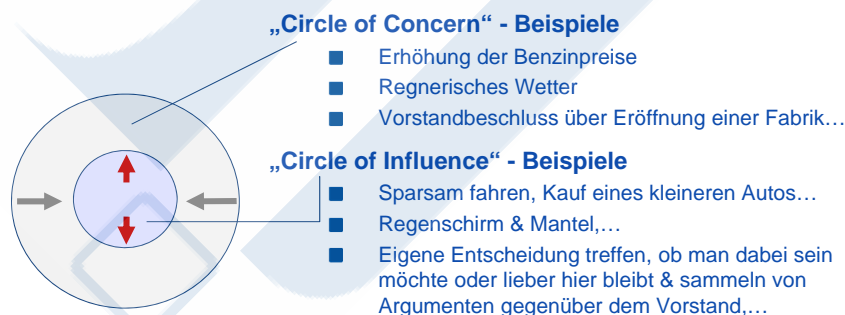 „Circle of Concern“ - Beispiele
Erhöhung der Benzinpreise
Regnerisches Wetter
Vorstandbeschluss über Eröffnung einer Fabrik…
„Circle of Influence“ - Beispiele
Sparsam fahren, Kauf eines kleineren Autos…
Regenschirm & Mantel,…
Eigene Entscheidung treffen, ob man dabei sein
möchte oder lieber hier bleibt & sammeln von
Argumenten gegenüber dem Vorstand,…